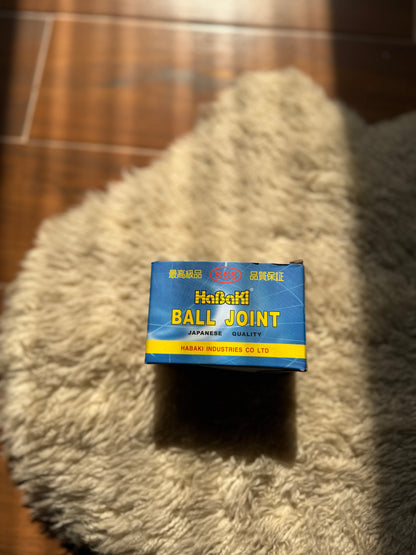 最高級品 品質保証
HaBaKi®
BALL JOINT
JAPANESE QUALITY
HABAKI INDUSTRIES CO LTD